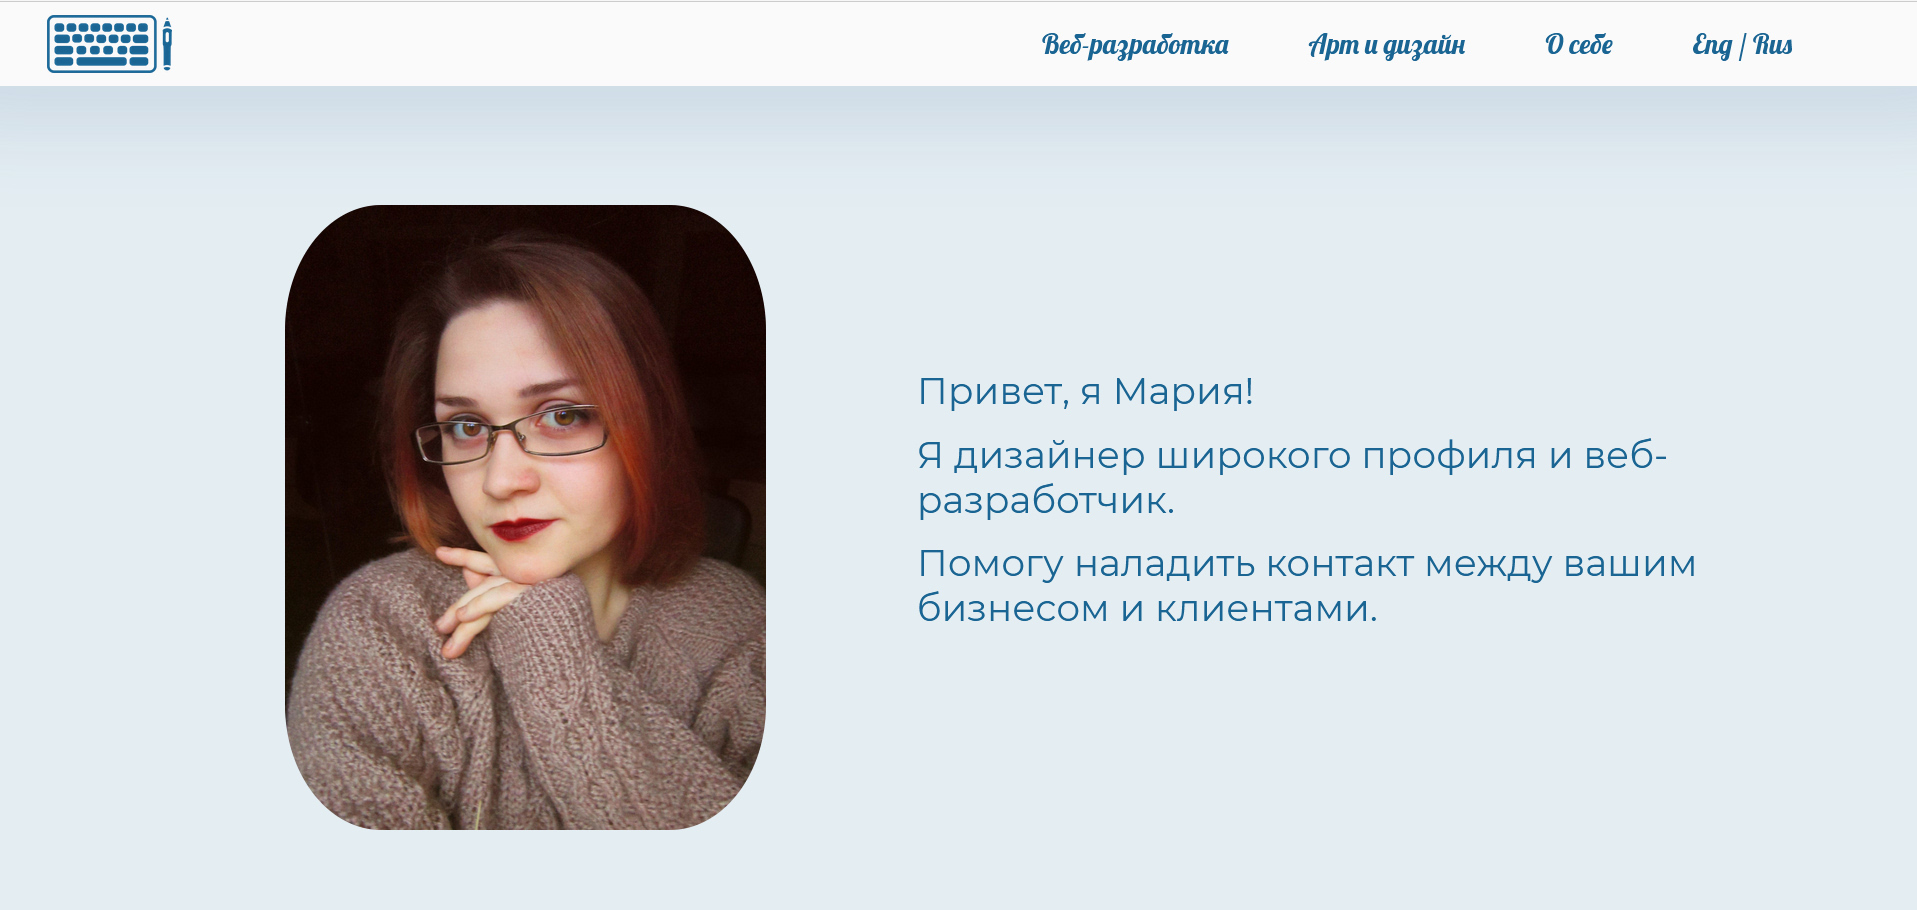 Веб-разработка
Арт и дизайн
О себе
Eng / Rus
Привет, я Мария!
Я дизайнер широкого профиля и веб-
разработчик.
Помогу наладить контакт между вашим
бизнесом и клиентами.